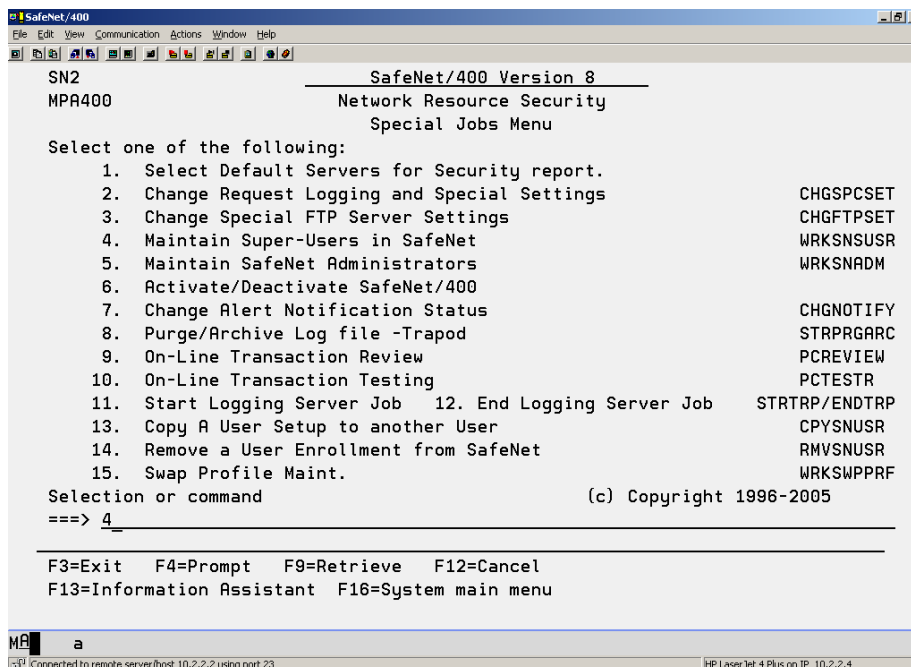 SafeNet/400
File Edit View Communication Actions Window Help
SN2 SafeNet/400 Version 8
MPA400 Network Resource Security
Special Jobs Menu
Select one of the following:
1. Select Default Servers for Security report.
2. Change Request Logging and Special Settings CHGSPCSET
3. Change Special FTP Server Settings CHGFTPSET
4. Maintain Super-Users in SafeNet WRKSNSUSR
5. Maintain SafeNet Administrators WRKSNADM
6. Activate/Deactivate SafeNet/400
7. Change Alert Notification Status CHGNOTIFY
8. Purge/Archive Log file -Trapod STRPRGARC
9. On-Line Transaction Review PCREVIEW
10. On-Line Transaction Testing PCTESTR
11. Start Logging Server Job 12. End Logging Server Job STRTRP/ENDTRP
13. Copy A User Setup to another User CPYSNUSR
14. Remove a User Enrollment from SafeNet RMVSNUSR
15. Swap Profile Maint. WRKSWPPRF
Selection or command (c) Copyright 1996-2005
===> 4_
F3=Exit F4=Prompt F9=Retrieve F12=Cancel
F13=Information Assistant F16=System main menu
MA a
Connected to remote server/host 10.2.2.2 using port 23 HP LaserJet 4 Plus on IP_10.2.2.4